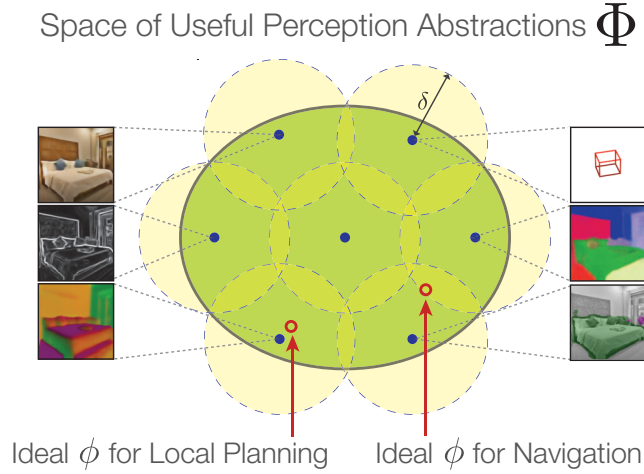 Space of Useful Perception Abstractions Φ
δ
Ideal ϕ for Local Planning
Ideal ϕ for Navigation